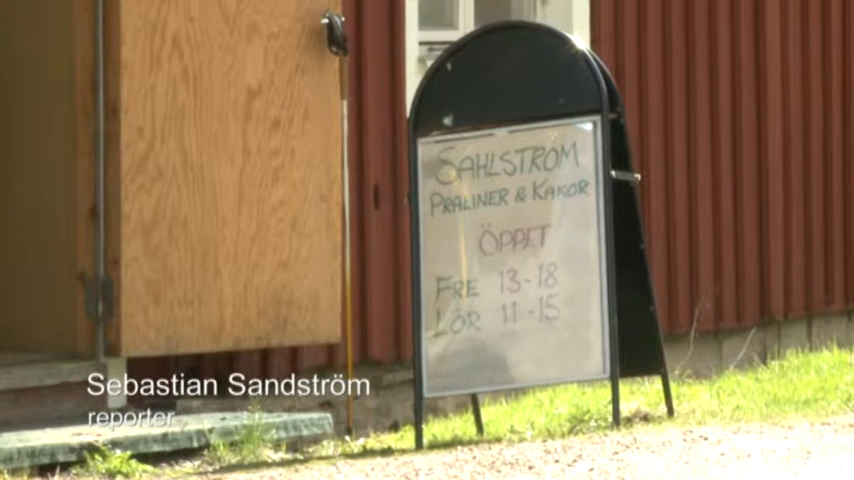 SAHLSTRÖM
PRALINER & KAKOR
ÖPPET
FRE 13-18
LÖR 11-15
Sebastian Sandström
reporter